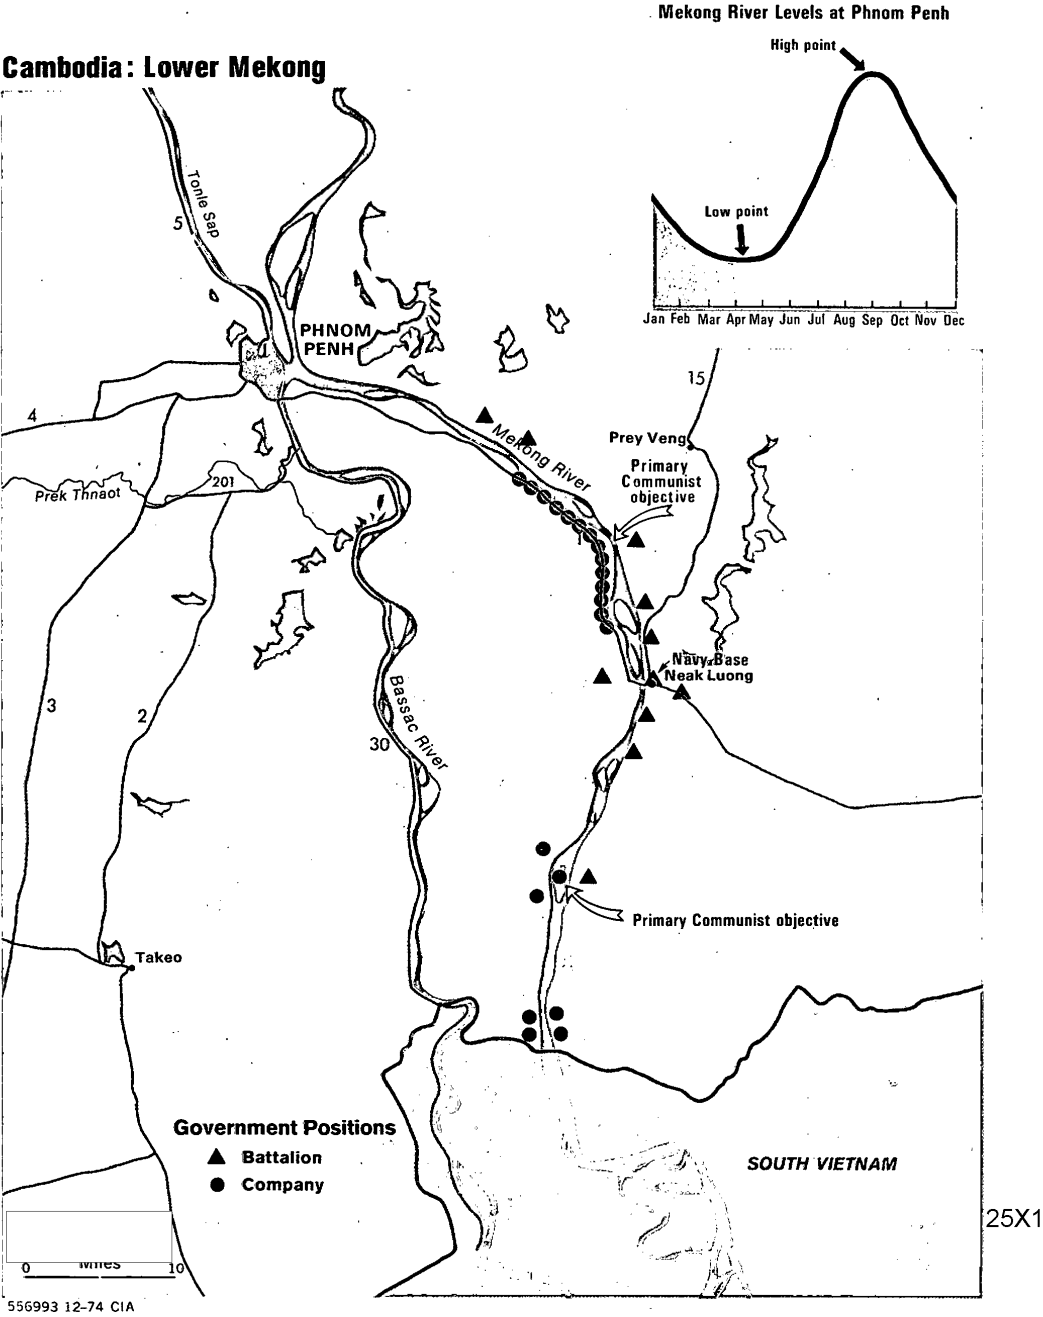 Mekong River Levels at Phnom Penh
High point
Low point
Jan Feb Mar Apr May Jun Jul Aug Sep Oct Nov Dec
Cambodia: Lower Mekong
Tonle Sap
5
PHNOM
PENH
4
Prek Thnaot
201
Mekong River
15
Prey Veng
Primary
Communist
objective
Navy Base
Neak Luong
3
2
30
Bassac River
Primary Communist objective
Takeo
Government Positions
Battalion
Company
SOUTH VIETNAM
25X1
Miles
0 10
556993 12-74 CIA